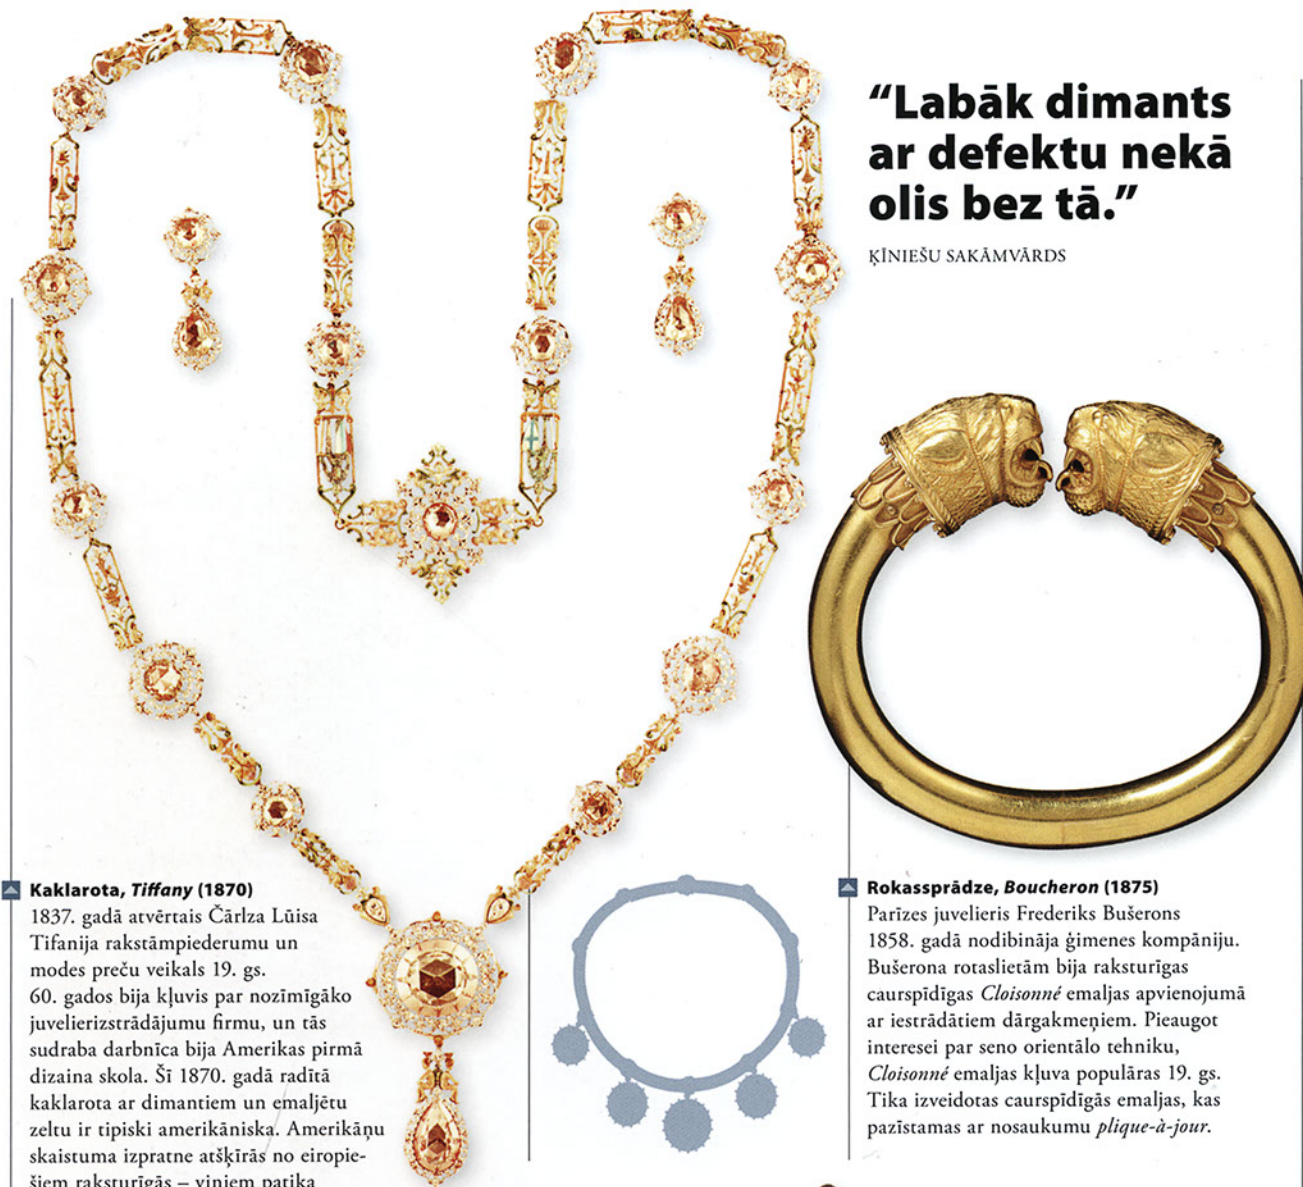 “Labāk dimants
ar defektu nekā
olis bez tā.”
ĶĪNIEŠU SAKĀMVĀRDS
Kaklarota, Tiffany (1870)
1837. gadā atvērtais Čārlza Lūisa
Tifanija rakstāmpiederumu un
modes preču veikals 19. gs.
60. gados bija kļuvis par nozīmīgāko
juvelierizstrādājumu firmu, un tās
sudraba darbnīca bija Amerikas pirmā
dizaina skola. Šī 1870. gadā radītā
kaklarota ar dimantiem un emaljētu
zeltu ir tipiski amerikāniska. Amerikāņu
skaistuma izpratne atšķīrās no eiropie-
šiem raksturīgās – viņiem patika
Rokassprādze, Boucheron (1875)
Parīzes juvelieris Frederiks Bušerons
1858. gadā nodibināja ģimenes kompāniju.
Bušerona rotaslietām bija raksturīgas
caurspīdīgas Cloisonné emaljas apvienojumā
ar iestrādātiem dārgakmeņiem. Pieaugot
interesei par seno orientālo tehniku,
Cloisonné emaljas kļuva populāras 19. gs.
Tika izveidotas caurspīdīgās emaljas, kas
pazīstamas ar nosaukumu plique-à-jour.